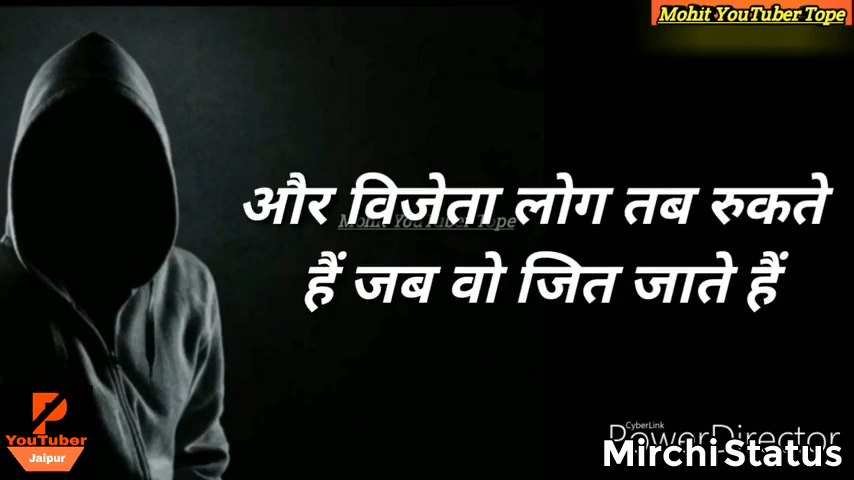 Mohit YouTuber Tope
और विजेता लोग तब रुकते
Mohit YouTuber Tope
हैं जब वो जित जाते हैं
P
YouTuber
Jaipur
CyberLink
PowerDirector
Mirchi Status